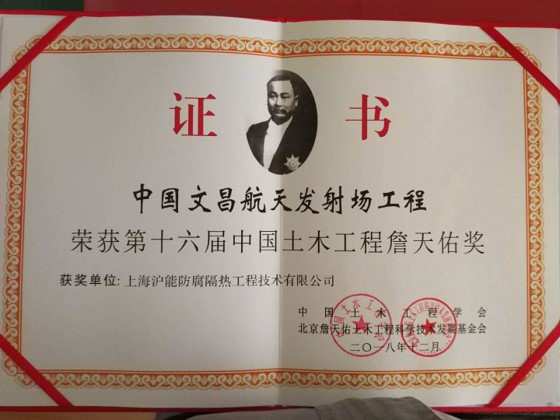 证 书
中国文昌航天发射场工程
荣获第十六届中国土木工程詹天佑奖
获奖单位:上海沪能防腐隔热工程技术有限公司
中国土木工程学会
北京詹天佑土木工程科学技术发展基金会
二〇一八年十二月